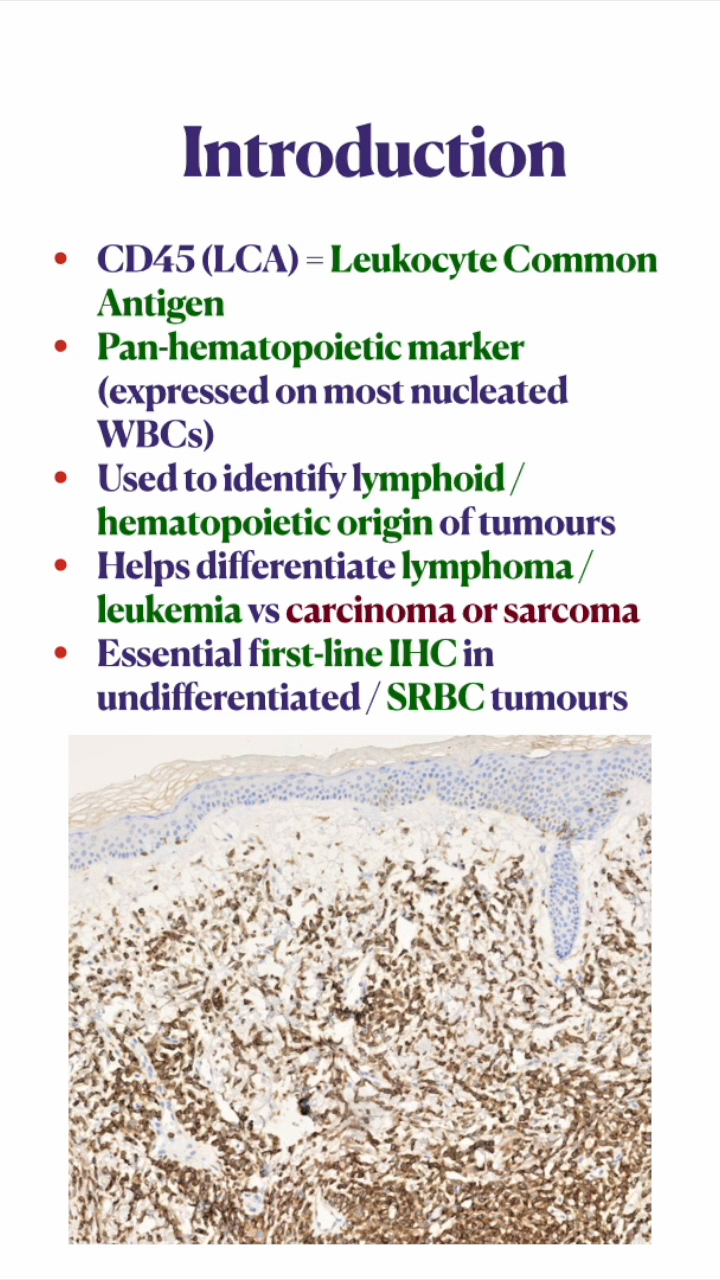 Introduction
• CD45 (LCA) = Leukocyte Common
Antigen
• Pan-hematopoietic marker
(expressed on most nucleated
WBCs)
• Used to identify lymphoid /
hematopoietic origin of tumours
• Helps differentiate lymphoma /
leukemia vs carcinoma or sarcoma
• Essential first-line IHC in
undifferentiated / SRBC tumours